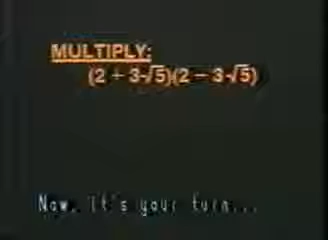 MULTIPLY:
(2 + 3√5)(2 - 3√5)
Now, it's your turn...